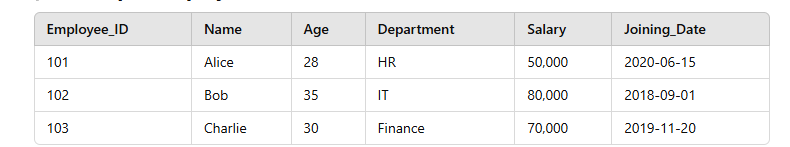 Employee_ID Name Age Department Salary Joining_Date
101 Alice 28 HR 50,000 2020-06-15
102 Bob 35 IT 80,000 2018-09-01
103 Charlie 30 Finance 70,000 2019-11-20